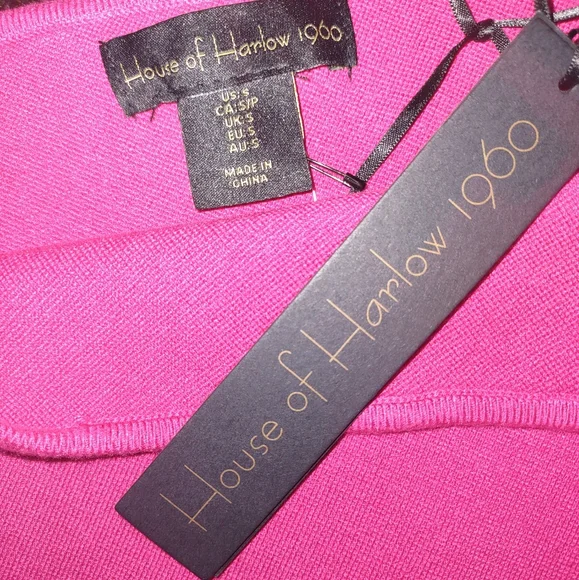 House of Harlow 1960
US:S
CA:S/P
UK:S
EU:S
AU:S
MADE IN
CHINA
House of Harlow 1960